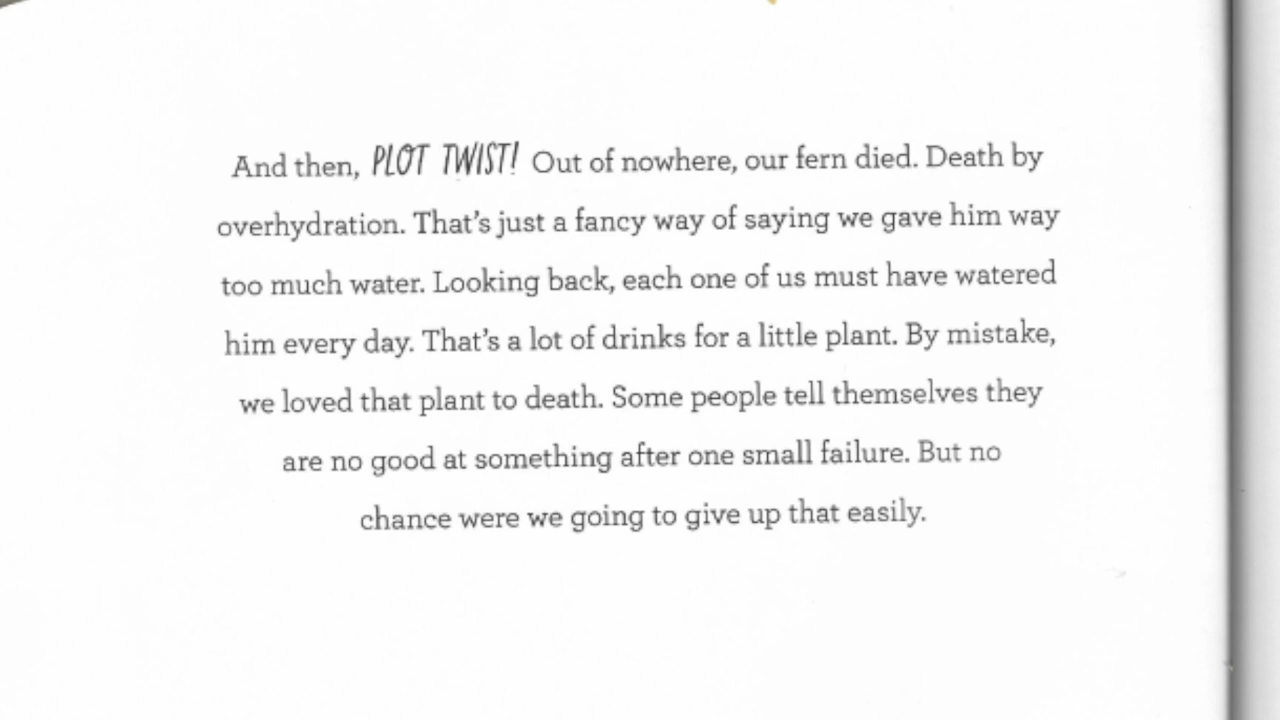 And then, PLOT TWIST! Out of nowhere, our fern died. Death by
overhydration. That's just a fancy way of saying we gave him way
too much water. Looking back, each one of us must have watered
him every day. That's a lot of drinks for a little plant. By mistake,
we loved that plant to death. Some people tell themselves they
are no good at something after one small failure. But no
chance were we going to give up that easily.